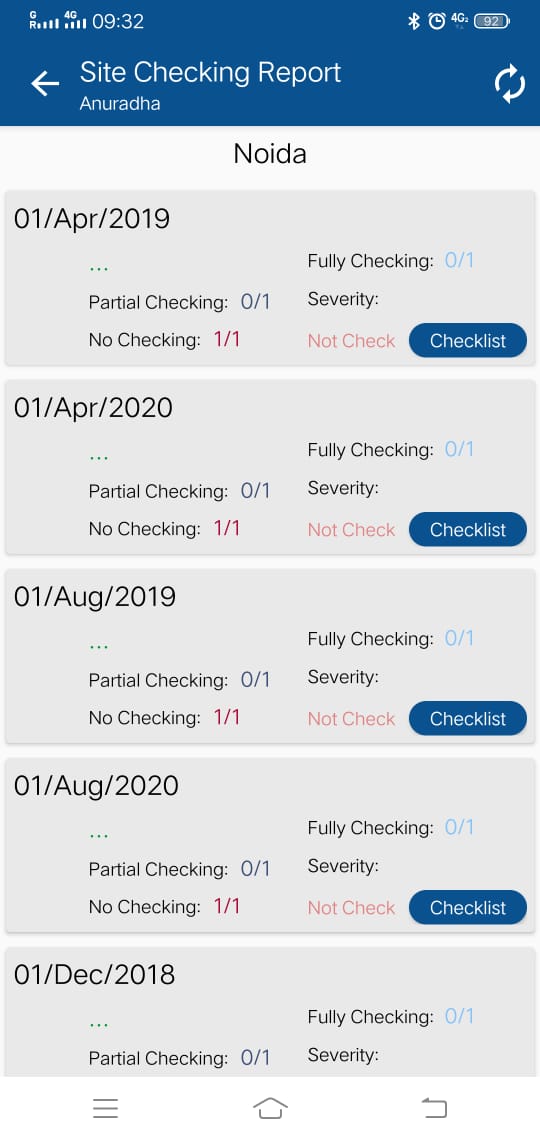 G
R 4G 09:32 4G2 92
Site Checking Report
Anuradha
Noida
01/Apr/2019
... Fully Checking: 0/1
Partial Checking: 0/1 Severity:
No Checking: 1/1 Not Check Checklist
01/Apr/2020
... Fully Checking: 0/1
Partial Checking: 0/1 Severity:
No Checking: 1/1 Not Check Checklist
01/Aug/2019
... Fully Checking: 0/1
Partial Checking: 0/1 Severity:
No Checking: 1/1 Not Check Checklist
01/Aug/2020
... Fully Checking: 0/1
Partial Checking: 0/1 Severity:
No Checking: 1/1 Not Check Checklist
01/Dec/2018
... Fully Checking: 0/1
Partial Checking: 0/1 Severity: